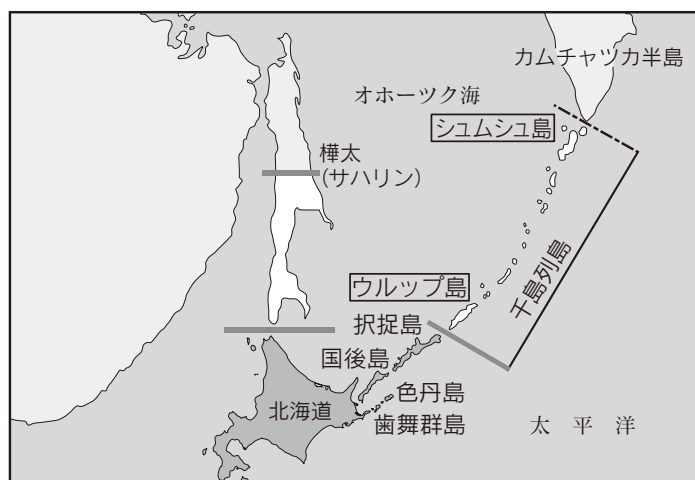 カムチャツカ半島
オホーツク海
シュムシュ島
樺太
(サハリン)
千島列島
ウルップ島
択捉島
国後島
色丹島
北海道
歯舞群島
太平洋